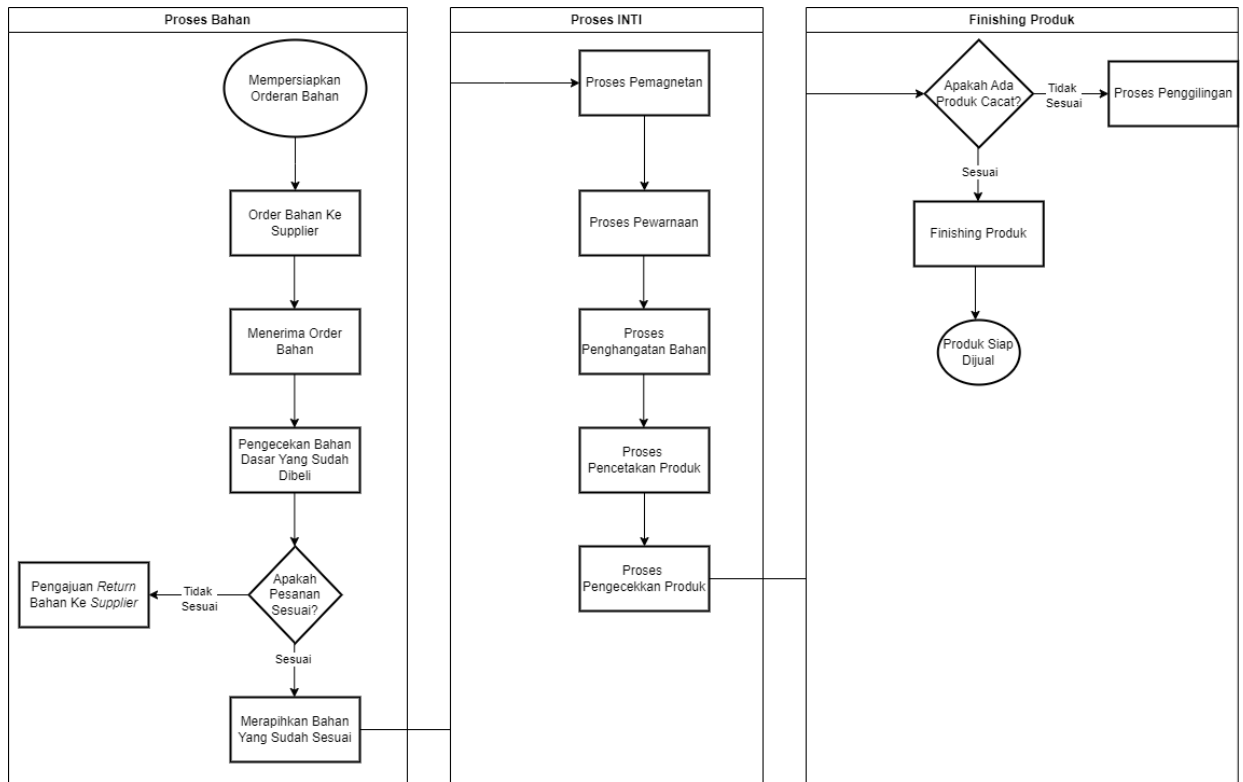 Proses Bahan
Mempersiapkan
Orderan Bahan
Order Bahan Ke
Supplier
Menerima Order
Bahan
Pengecekan Bahan
Dasar Yang Sudah
Dibeli
Apakah
Pesanan
Sesuai?
Tidak
Sesuai
Pengajuan Return
Bahan Ke Supplier
Sesuai
Merapihkan Bahan
Yang Sudah Sesuai
Proses INTI
Proses Pemagnetan
Proses Pewarnaan
Proses
Penghangatan Bahan
Proses
Pencetakan Produk
Proses
Pengecekkan Produk
Finishing Produk
Apakah Ada
Produk Cacat?
Tidak
Sesuai
Proses Penggilingan
Sesuai
Finishing Produk
Produk Siap
Dijual